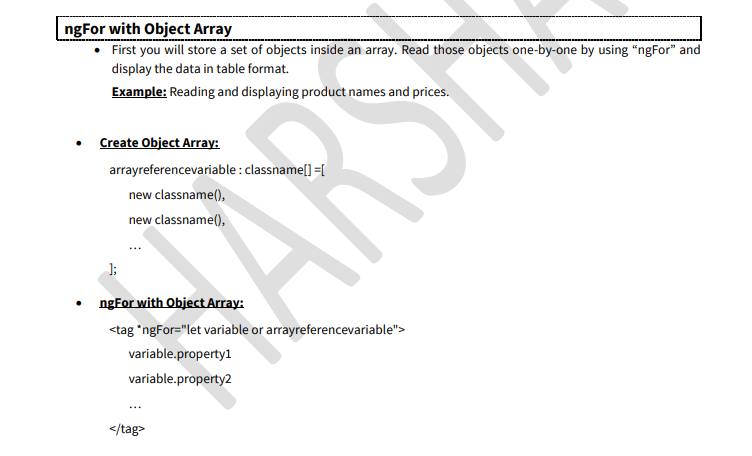 ngFor with Object Array
• First you will store a set of objects inside an array. Read those objects one-by-one by using “ngFor” and
display the data in table format.
Example: Reading and displaying product names and prices.
• Create Object Array:
arrayreferencevariable : classname[] =[
new classname(),
new classname(),
…
];
• ngFor with Object Array:
<tag *ngFor="let variable or arrayreferencevariable">
variable.property1
variable.property2
…
</tag>
HARSHA